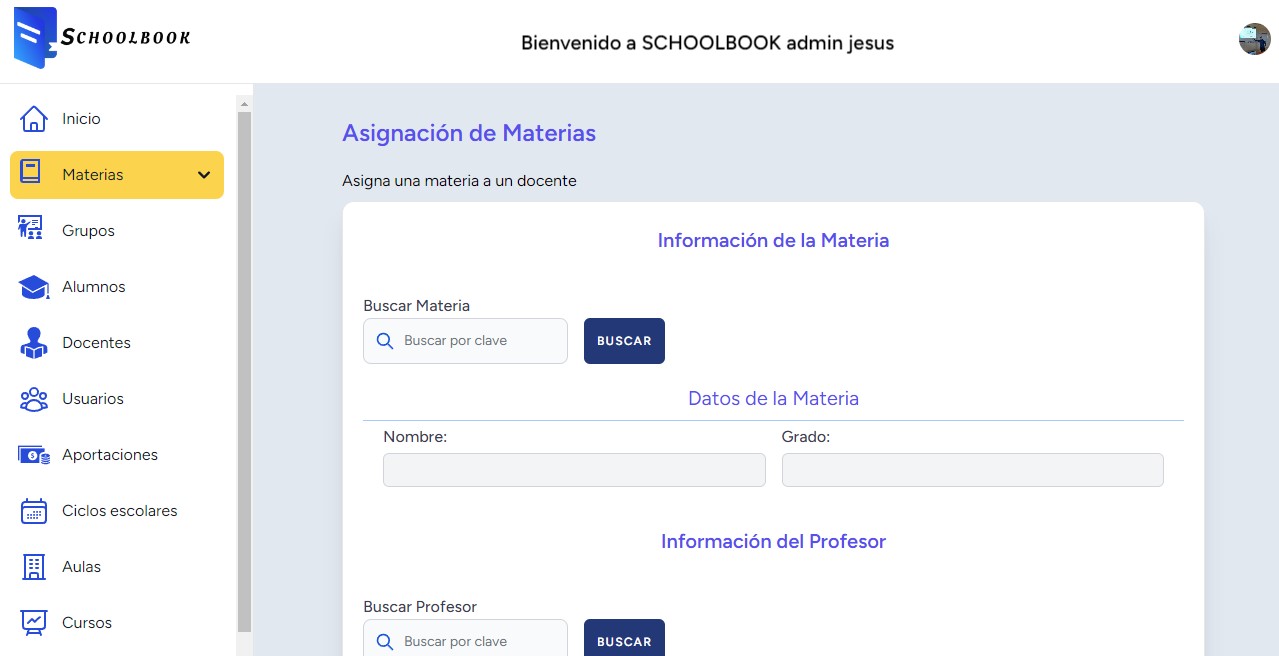 SCHOOLBOOK
Bienvenido a SCHOOLBOOK admin jesus
Inicio
Materias
Grupos
Alumnos
Docentes
Usuarios
Aportaciones
Ciclos escolares
Aulas
Cursos
Asignación de Materias
Asigna una materia a un docente
Información de la Materia
Buscar Materia
Buscar por clave BUSCAR
Datos de la Materia
Nombre: Grado:
Información del Profesor
Buscar Profesor
Buscar por clave BUSCAR